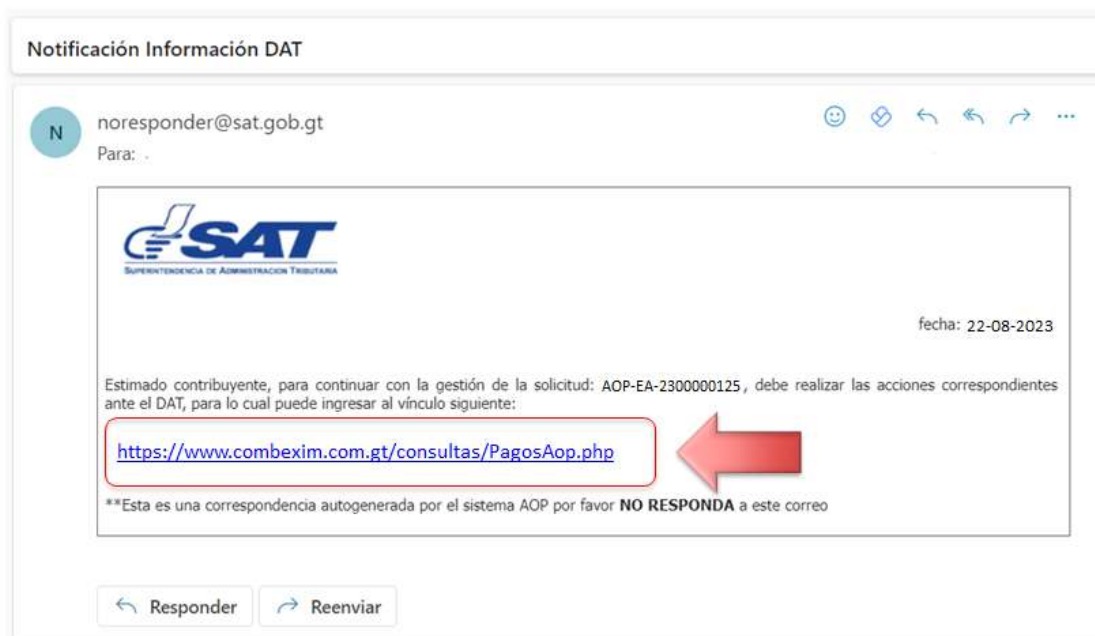 Notificación Información DAT
N
noresponder@sat.gob.gt
Para:
SAT
SUPERINTENDENCIA DE ADMINISTRACION TRIBUTARIA
fecha: 22-08-2023
Estimado contribuyente, para continuar con la gestión de la solicitud: AOP-EA-2300000125, debe realizar las acciones correspondientes
ante el DAT, para lo cual puede ingresar al vínculo siguiente:
https://www.combexim.com.gt/consultas/PagosAop.php
**Esta es una correspondencia autogenerada por el sistema AOP por favor NO RESPONDA a este correo
Responder
Reenviar